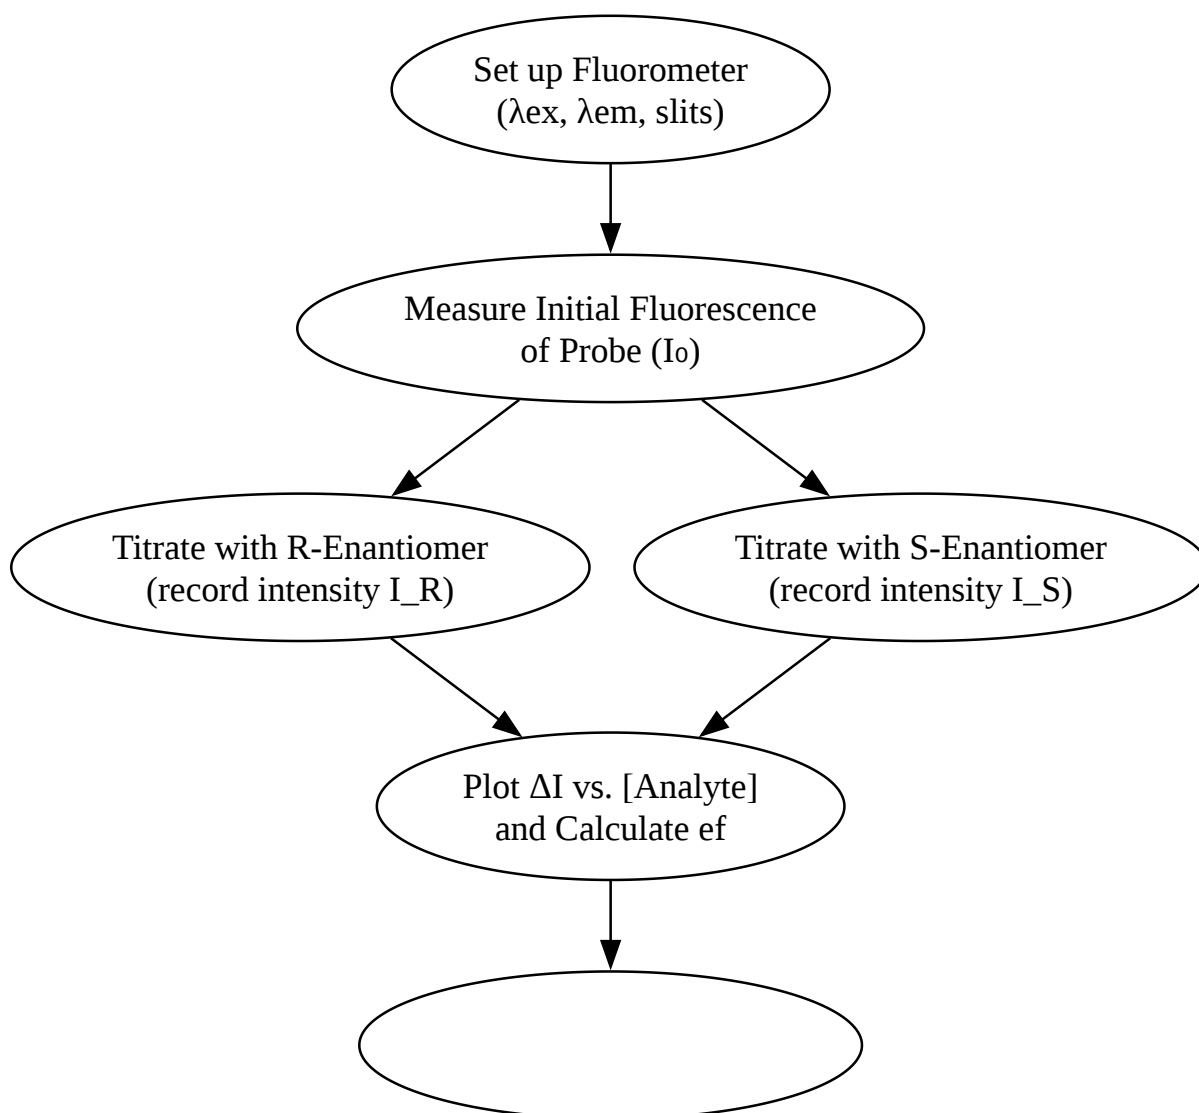 Set up Fluorometer
(λex, λem, slits)
Measure Initial Fluorescence
of Probe (I₀)
Titrate with R-Enantiomer
(record intensity I_R)
Titrate with S-Enantiomer
(record intensity I_S)
Plot ΔI vs. [Analyte]
and Calculate ef